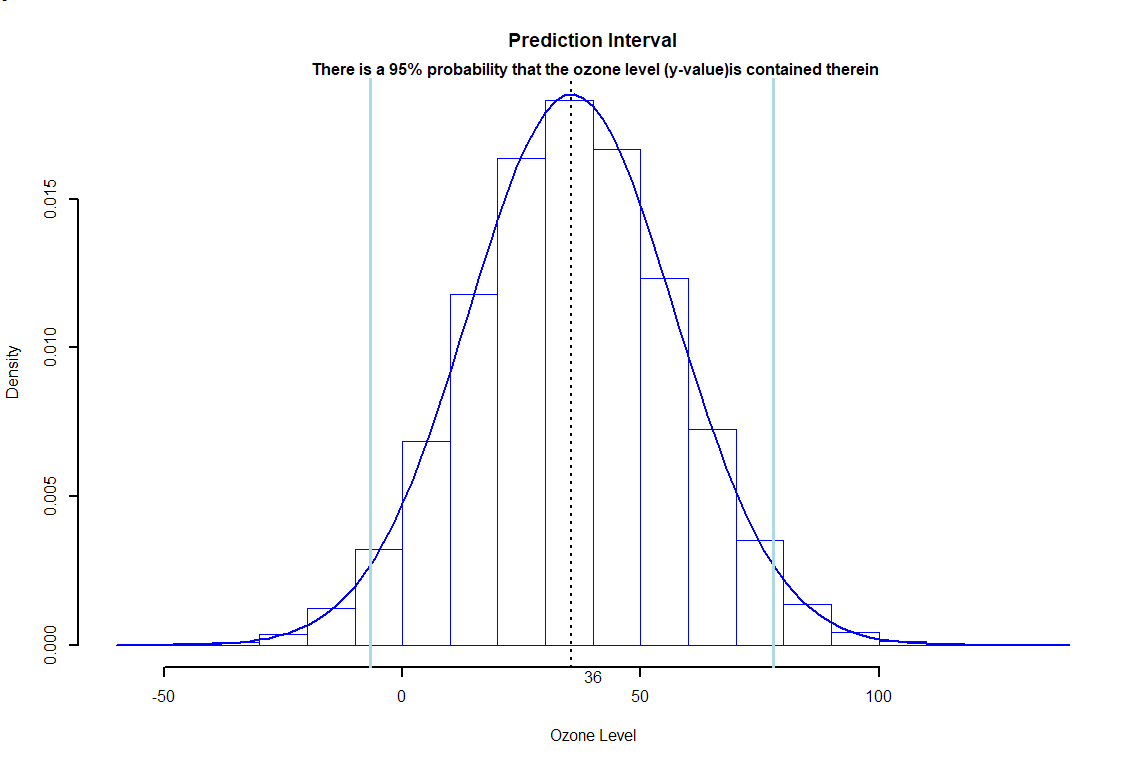 Prediction Interval
There is a 95% probability that the ozone level (y-value)is contained therein
Density
0.015
0.010
0.005
0.000
36
-50 0 50 100
Ozone Level